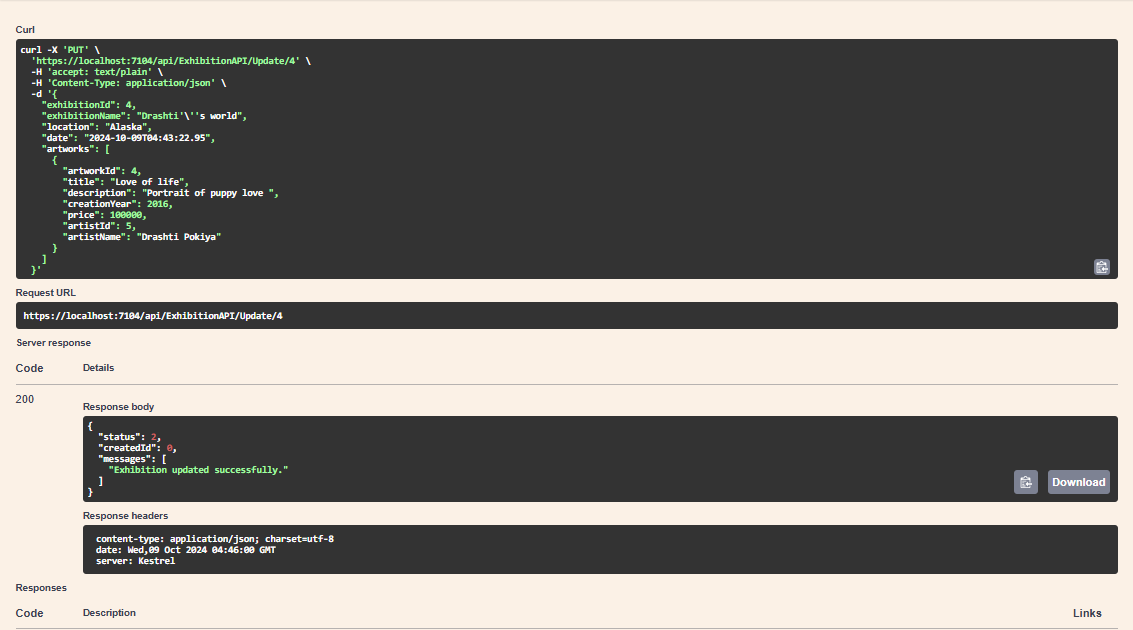 Curl
curl -X 'PUT' \
'https://localhost:7104/api/ExhibitionAPI/Update/4' \
-H 'accept: text/plain' \
-H 'Content-Type: application/json' \
-d '{
"exhibitionId": 4,
"exhibitionName": "Drashti'\''s world",
"location": "Alaska",
"date": "2024-10-09T04:43:22.95",
"artworks": [
{
"artworkId": 4,
"title": "Love of life",
"description": "Portrait of puppy love ",
"creationYear": 2016,
"price": 100000,
"artistId": 5,
"artistName": "Drashti Pokiya"
}
]
}'
Request URL
https://localhost:7104/api/ExhibitionAPI/Update/4
Server response
Code Details
200
Response body
{
"status": 2,
"createdId": 0,
"messages": [
"Exhibition updated successfully."
]
}
Download
Response headers
content-type: application/json; charset=utf-8
date: Wed,09 Oct 2024 04:46:00 GMT
server: Kestrel
Responses
Code Description Links